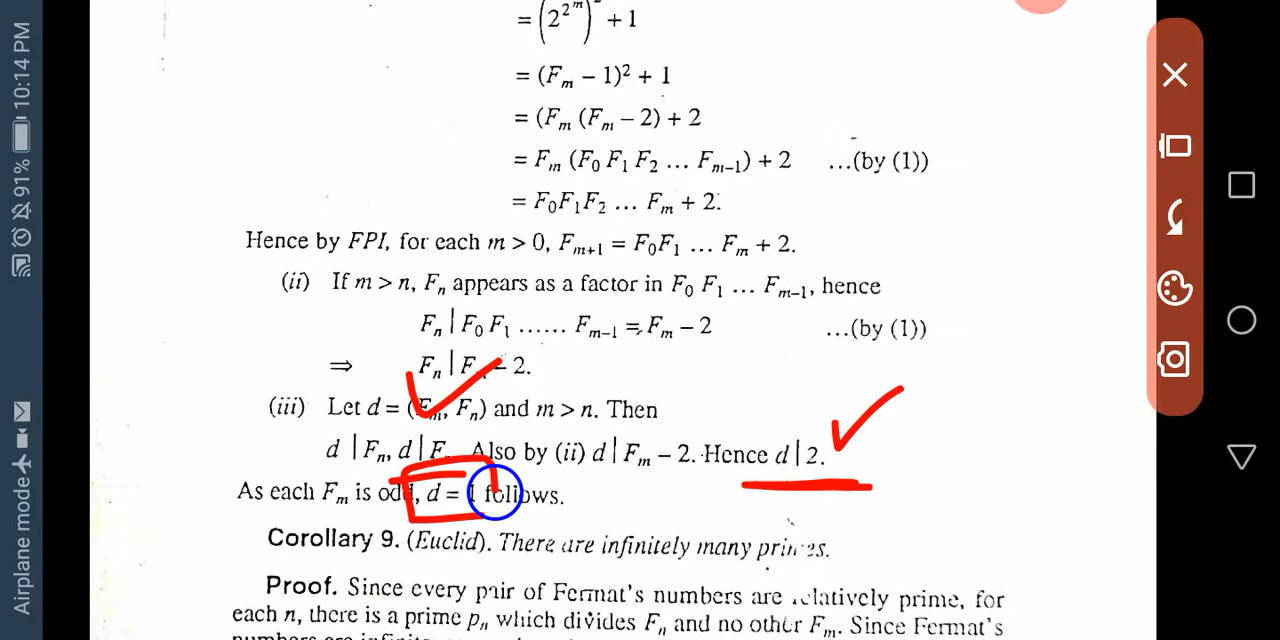 = (2^{2^m})^2 + 1
= (F_m − 1)² + 1
= (F_m (F_m − 2) + 2
= F_m (F_0 F_1 F_2 ... F_{m−1}) + 2 ...(by (1))
= F_0F_1F_2 ... F_m + 2.
Hence by FPI, for each m > 0, F_{m+1} = F_0F_1 ... F_m + 2.
(ii) If m > n, F_n appears as a factor in F_0 F_1 ... F_{m−1}, hence
F_n | F_0 F_1 ...... F_{m−1} = F_m − 2 ...(by (1))
⇒ F_n | F − 2.
(iii) Let d = (F_m, F_n) and m > n. Then
d | F_n, d | F Also by (ii) d | F_m − 2. Hence d | 2.
As each F_m is odd, d = 1 follows.
Corollary 9. (Euclid). There are infinitely many primes.
Proof. Since every pair of Fermat's numbers are relatively prime, for
each n, there is a prime p_n which divides F_n and no other F_m. Since Fermat's
10:14 PM
91%
Airplane mode